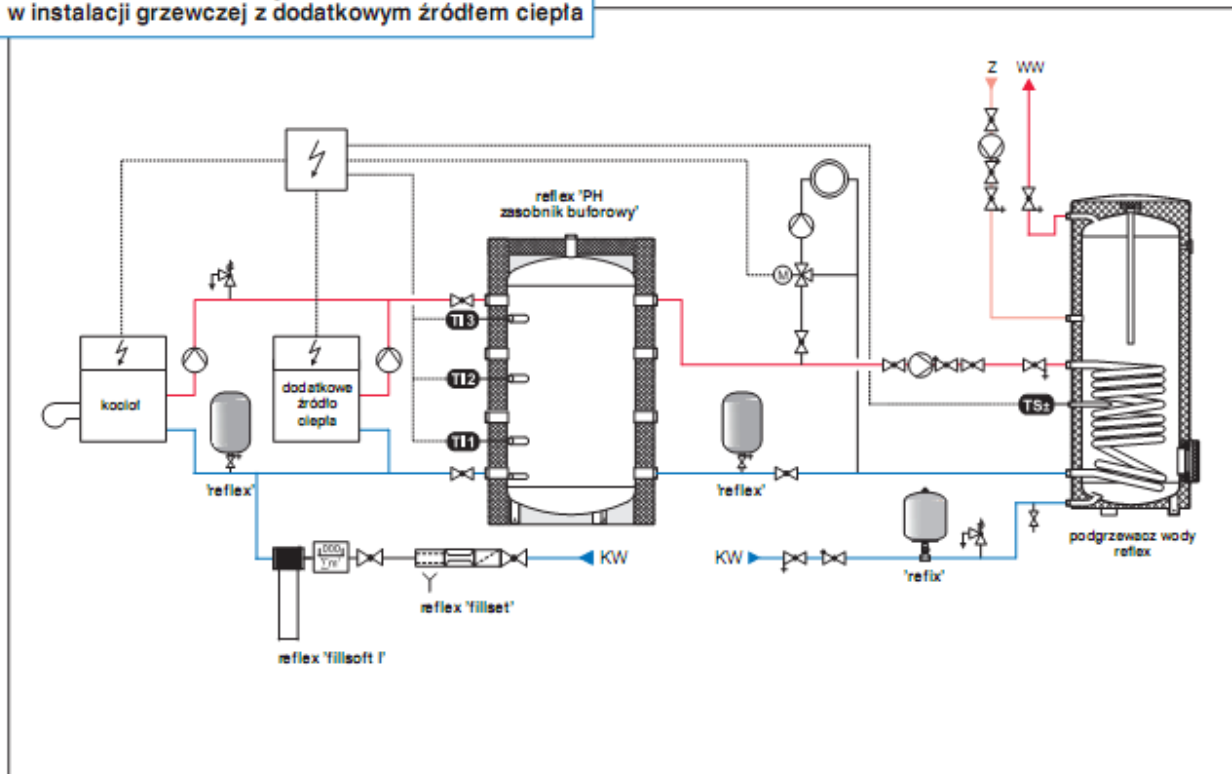 w instalacji grzewczej z dodatkowym źródłem ciepła
Z
WW
reflex 'PH
zasobnik buforowy'
M
TI3
kocioł
dodatkowe
źródło
ciepła
TI2
TS±
TI1
'reflex'
'reflex'
KW
KW
'refix'
podgrzewacz wody
reflex
reflex 'fillset'
reflex 'fillsoft I'